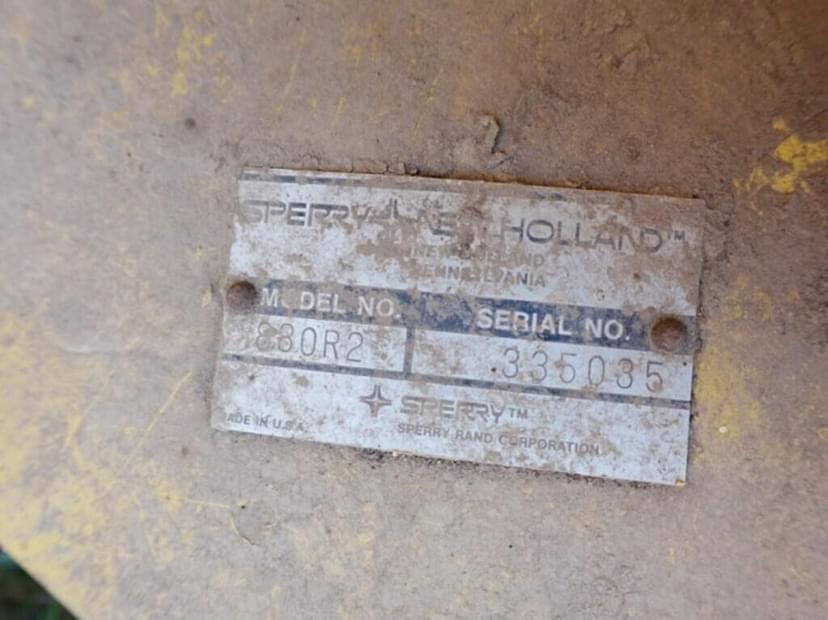 SPERRY NEW HOLLAND™
NEW HOLLAND
PENNSYLVANIA
MODEL NO. SERIAL NO.
880R2 335035
SPERRY™
MADE IN U.S.A. SPERRY RAND CORPORATION